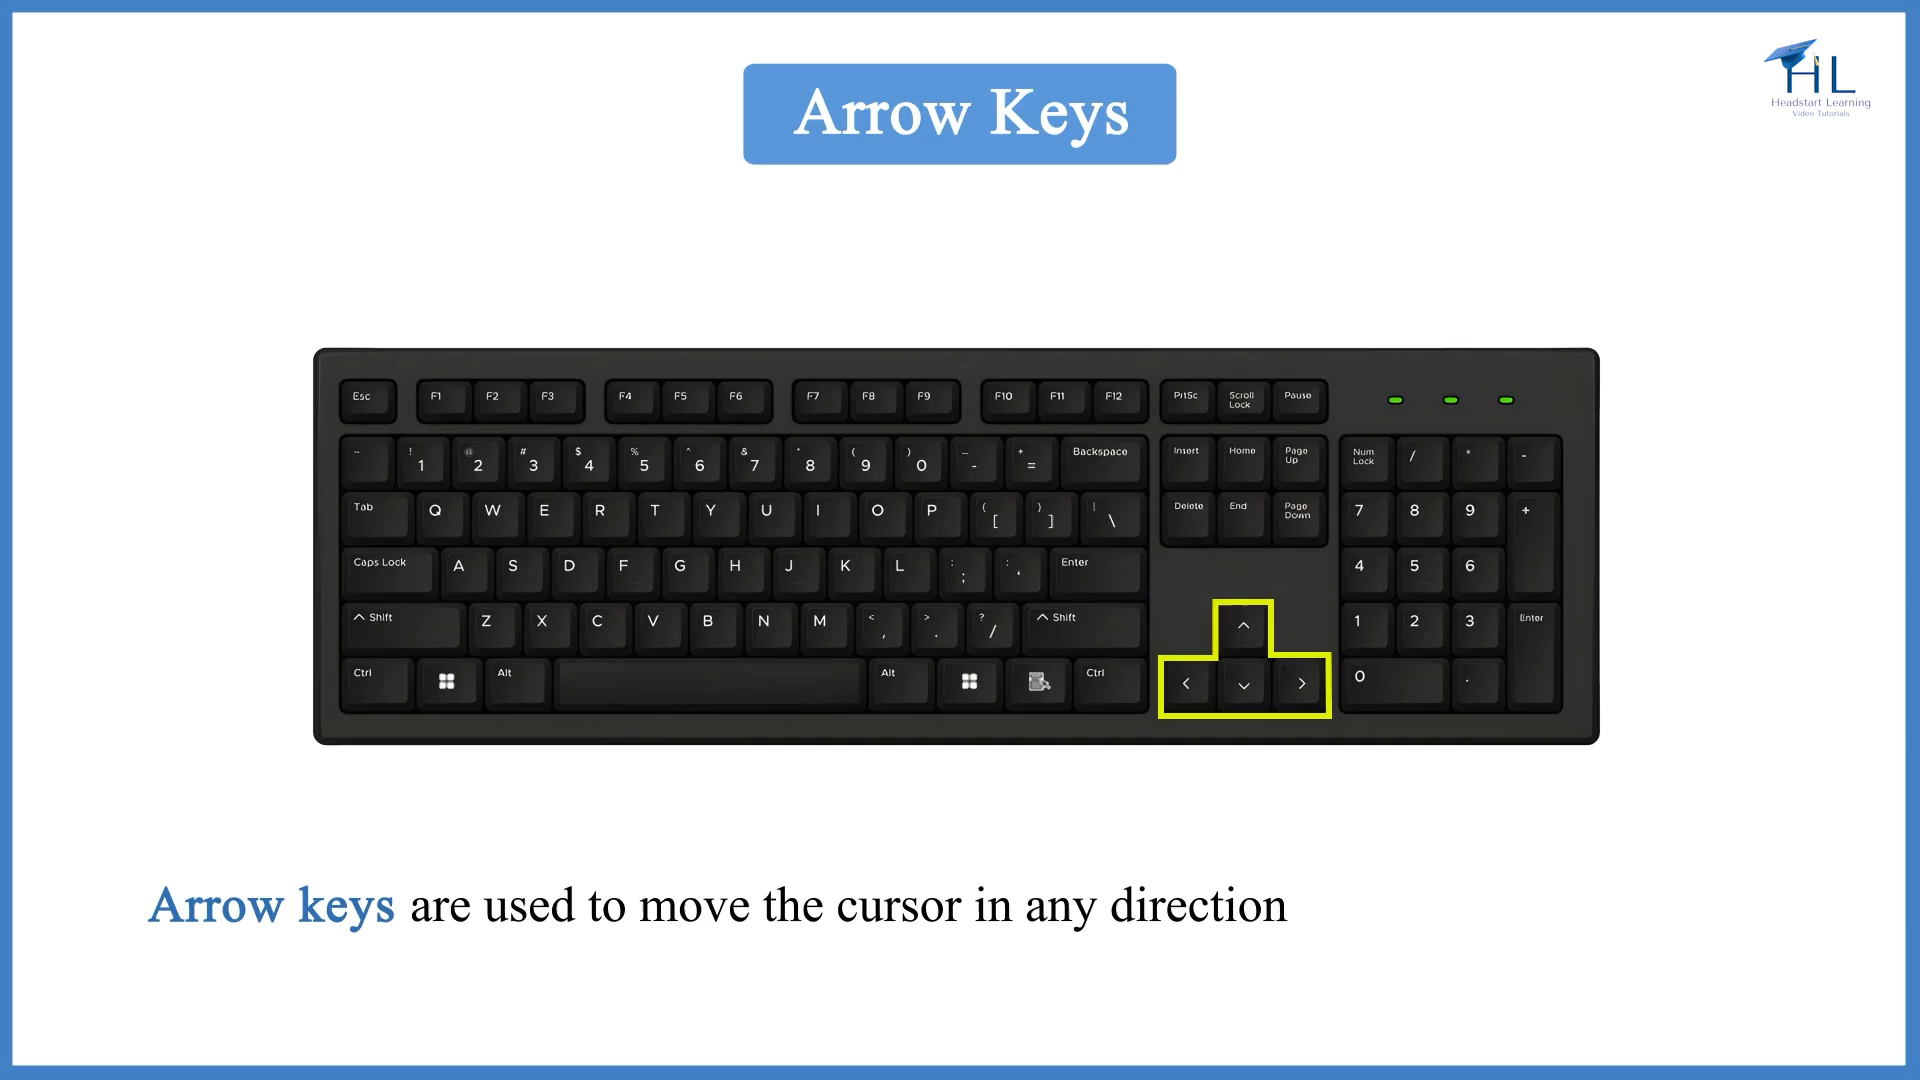 Arrow Keys
HL
Headstart Learning
Video Tutorials
Esc F1 F2 F3 F4 F5 F6 F7 F8 F9 F10 F11 F12 PrtSc Scroll Lock Pause
! 1 @ 2 # 3 $ 4 % 5 ^ 6 & 7 * 8 ( 9 ) 0 - + = Backspace Insert Home Page Up Num Lock / * -
Tab Q W E R T Y U I O P { [ } ] | \ Delete End Page Down 7 8 9 +
Caps Lock A S D F G H J K L : ; Enter 4 5 6
^ Shift Z X C V B N M < , > . ? / ^ Shift ^ 1 2 3 Enter
Ctrl Alt Alt Ctrl < ⌄ > 0 .
Arrow keys are used to move the cursor in any direction